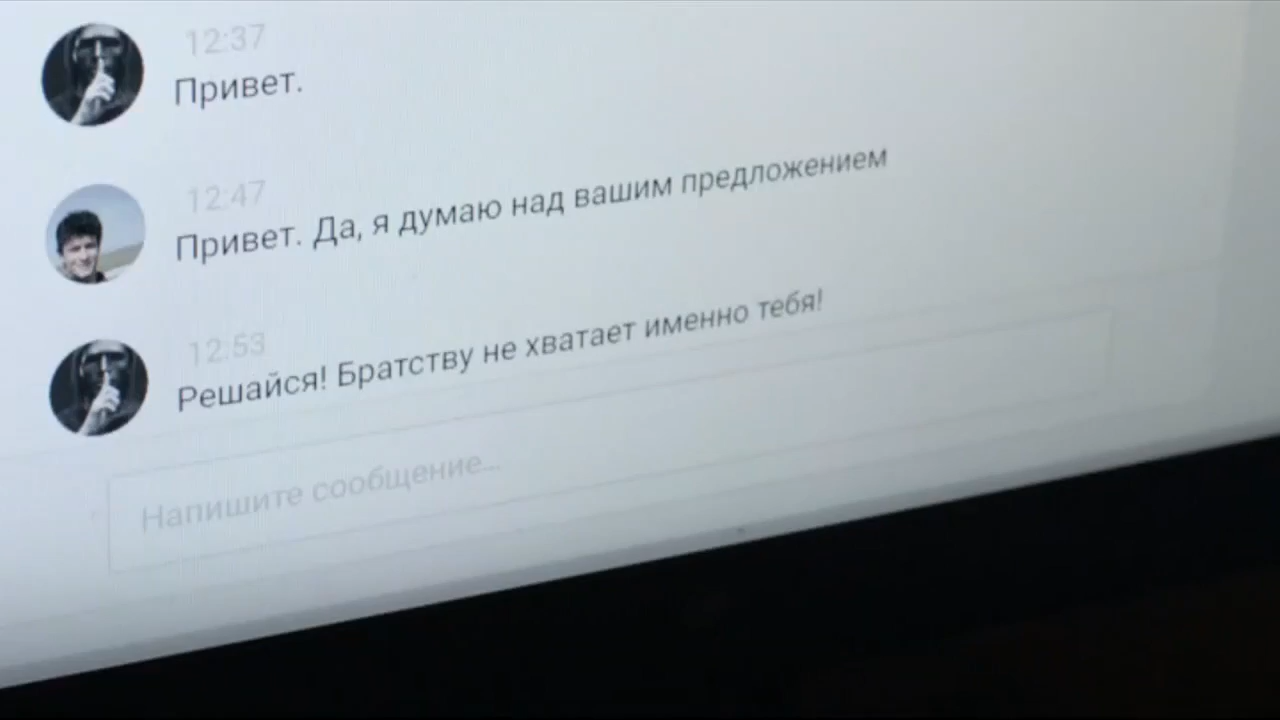 12:37
Привет.
12:47
Привет. Да, я думаю над вашим предложением
12:53
Решайся! Братству не хватает именно тебя!
Напишите сообщение...